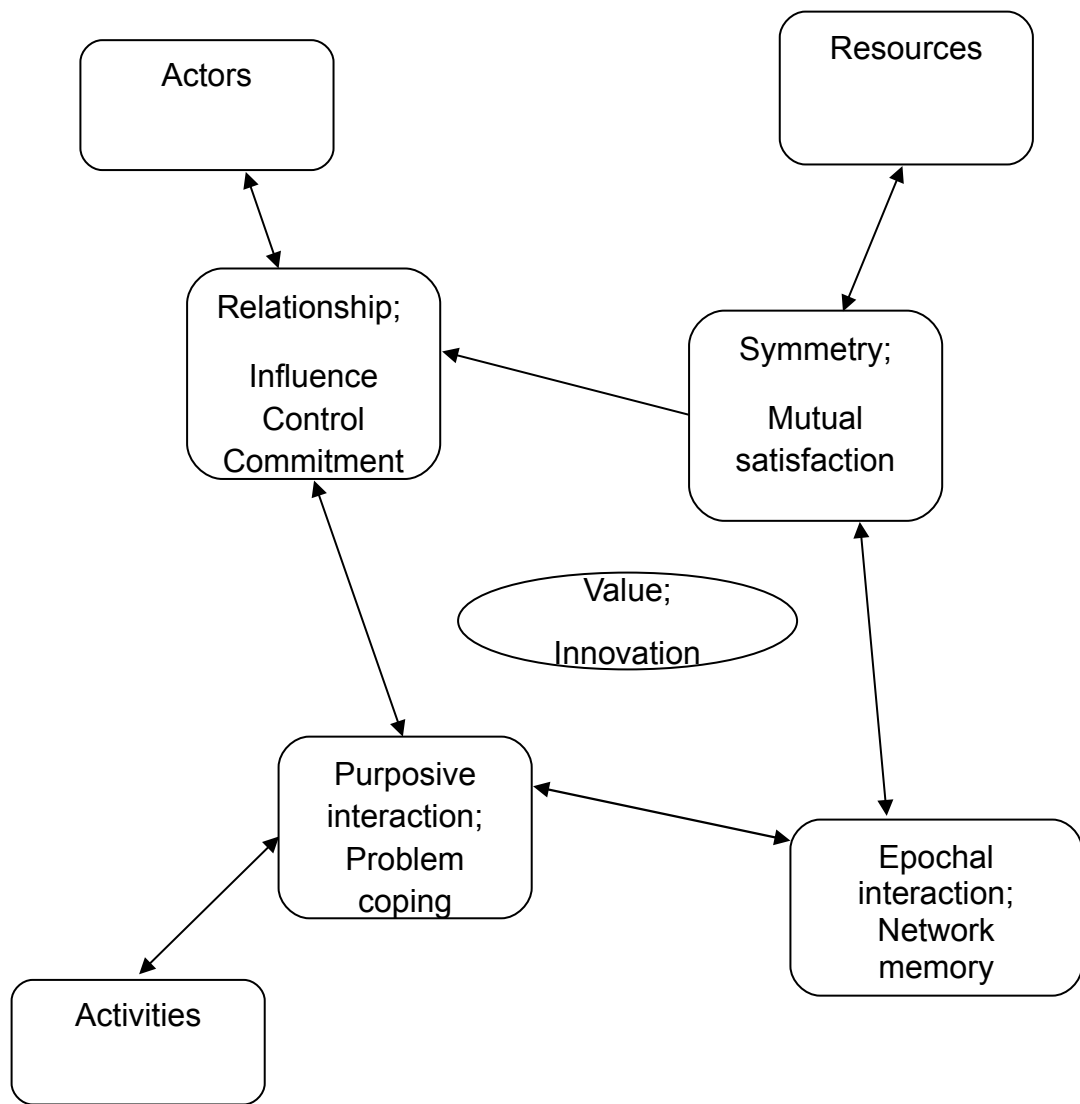 Actors
Resources
Relationship;
Influence
Control
Commitment
Symmetry;
Mutual
satisfaction
Value;
Innovation
Purposive
interaction;
Problem
coping
Epochal
interaction;
Network
memory
Activities